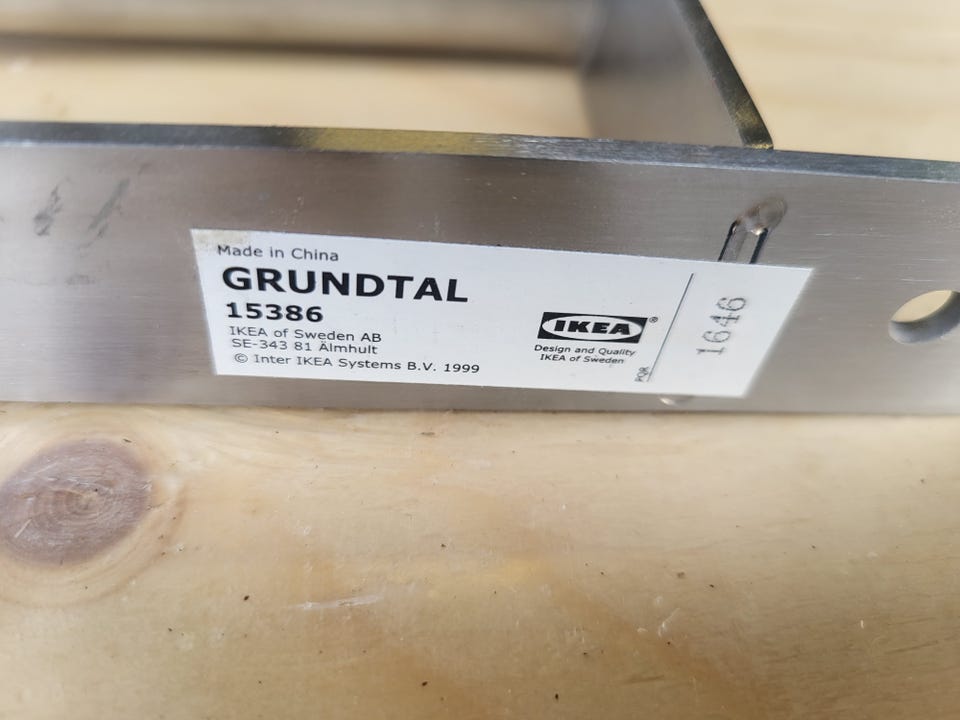 Made in China
GRUNDTAL
15386
IKEA of Sweden AB
SE-343 81 Älmhult
© Inter IKEA Systems B.V. 1999
IKEA®
Design and Quality
IKEA of Sweden
PQR
1646